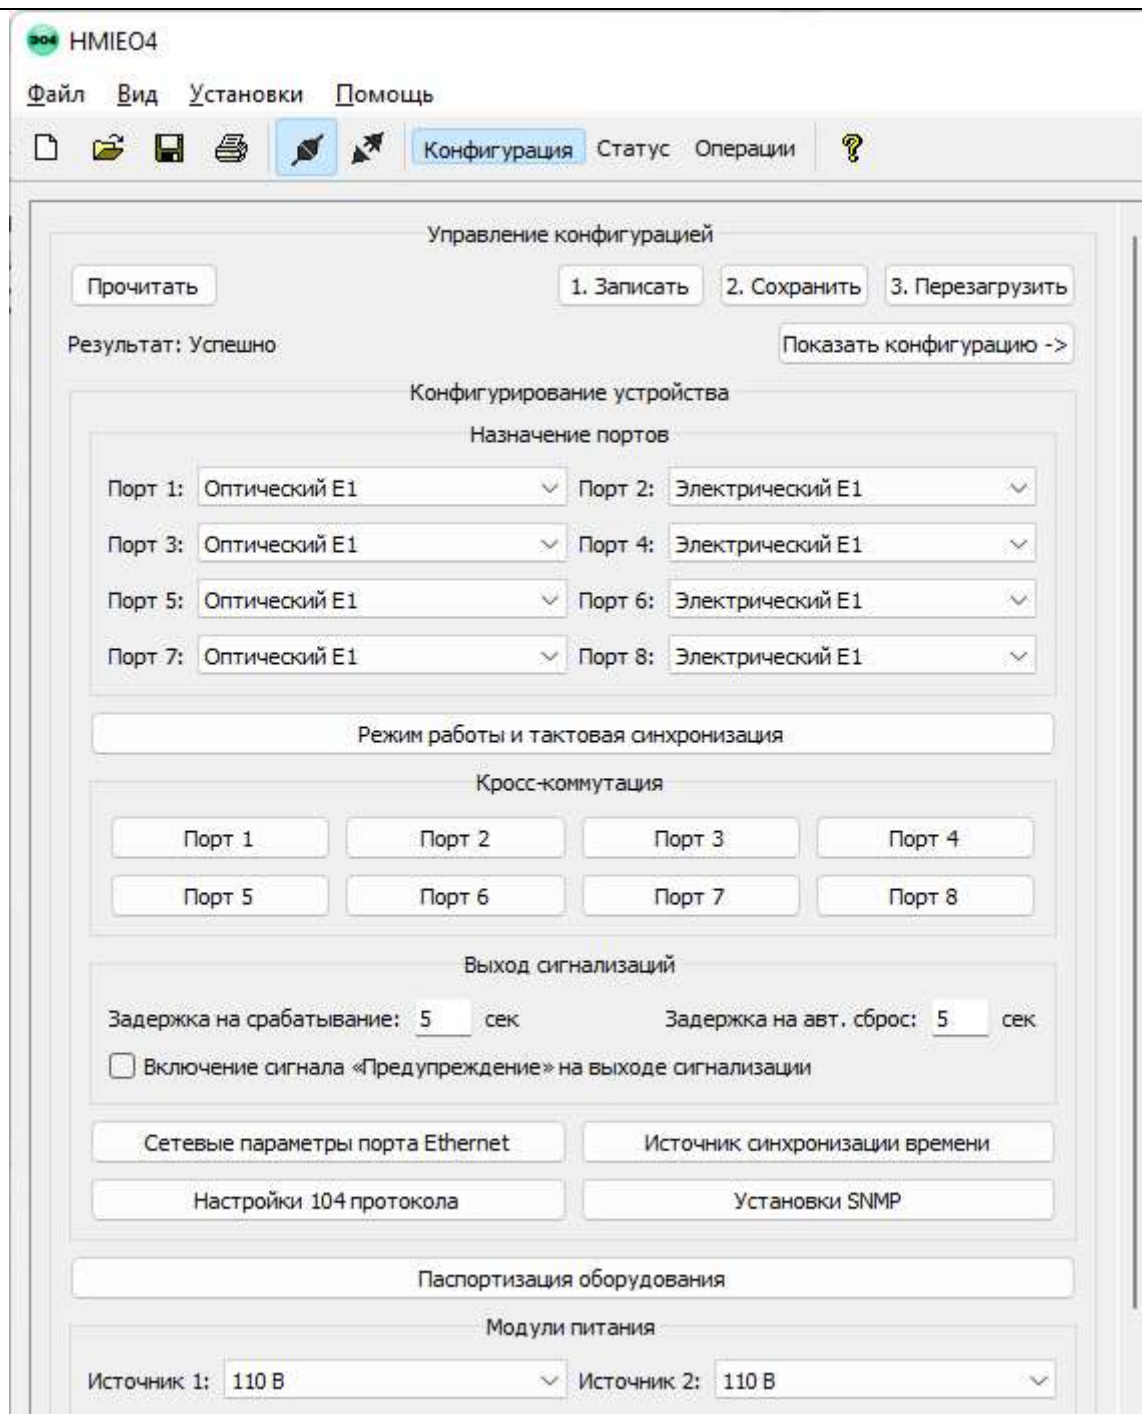 ЭО4 HMIEO4
Файл Вид Установки Помощь
Конфигурация Статус Операции
Управление конфигурацией
Прочитать 1. Записать 2. Сохранить 3. Перезагрузить
Результат: Успешно Показать конфигурацию ->
Конфигурирование устройства
Назначение портов
Порт 1: Оптический E1 Порт 2: Электрический E1
Порт 3: Оптический E1 Порт 4: Электрический E1
Порт 5: Оптический E1 Порт 6: Электрический E1
Порт 7: Оптический E1 Порт 8: Электрический E1
Режим работы и тактовая синхронизация
Кросс-коммутация
Порт 1 Порт 2 Порт 3 Порт 4
Порт 5 Порт 6 Порт 7 Порт 8
Выход сигнализаций
Задержка на срабатывание: 5 сек Задержка на авт. сброс: 5 сек
Включение сигнала «Предупреждение» на выходе сигнализации
Сетевые параметры порта Ethernet Источник синхронизации времени
Настройки 104 протокола Установки SNMP
Паспортизация оборудования
Модули питания
Источник 1: 110 В Источник 2: 110 В